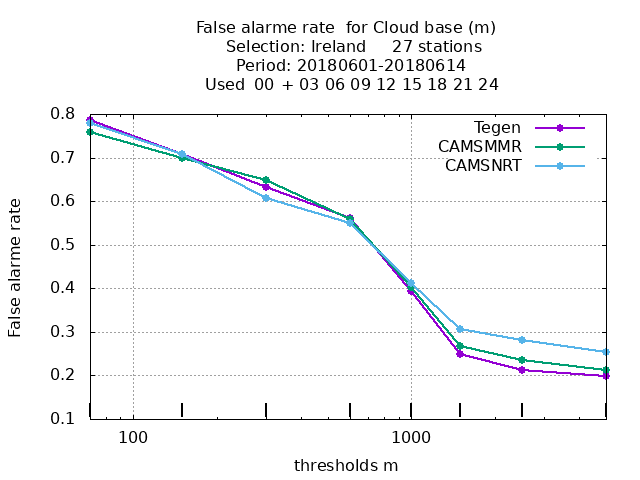 False alarme rate  for Cloud base (m)
Selection: Ireland     27 stations
Period: 20180601-20180614
Used  00  + 03 06 09 12 15 18 21 24
Tegen
CAMSMMR
CAMSNRT
False alarme rate
0.8
0.7
0.6
0.5
0.4
0.3
0.2
0.1
100
1000
thresholds m